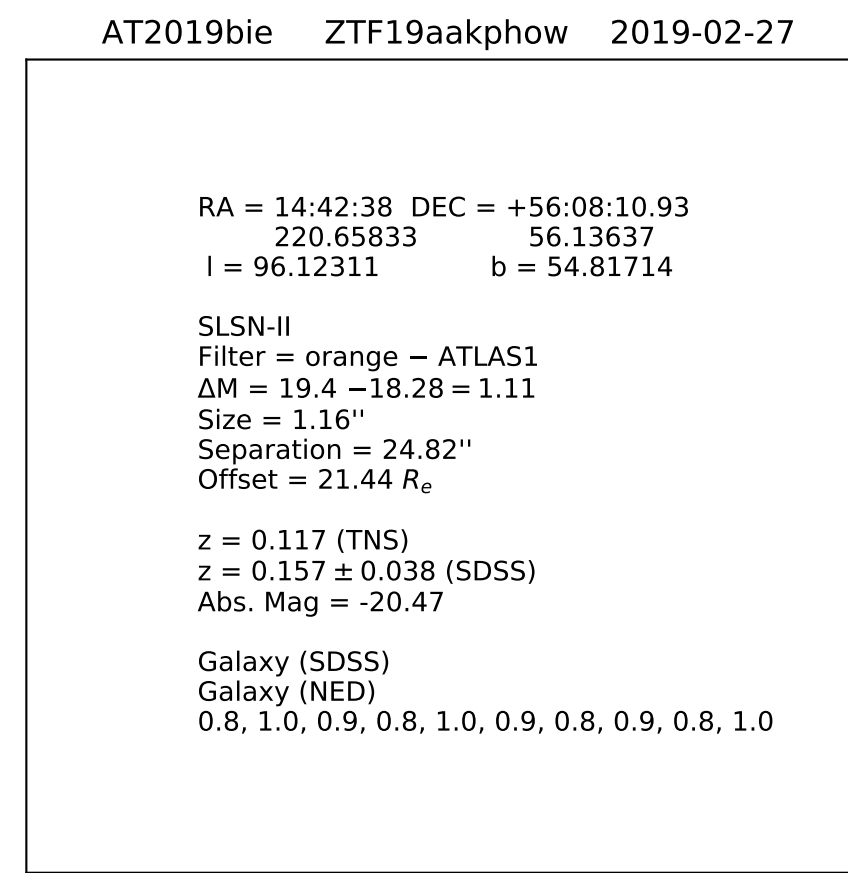 AT2019bie ZTF19aakphow 2019-02-27
RA = 14:42:38 DEC = +56:08:10.93
220.65833 56.13637
l = 96.12311 b = 54.81714
SLSN-II
Filter = orange − ATLAS1
ΔM = 19.4 −18.28 = 1.11
Size = 1.16''
Separation = 24.82''
Offset = 21.44 Rₑ
z = 0.117 (TNS)
z = 0.157 ± 0.038 (SDSS)
Abs. Mag = -20.47
Galaxy (SDSS)
Galaxy (NED)
0.8, 1.0, 0.9, 0.8, 1.0, 0.9, 0.8, 0.9, 0.8, 1.0